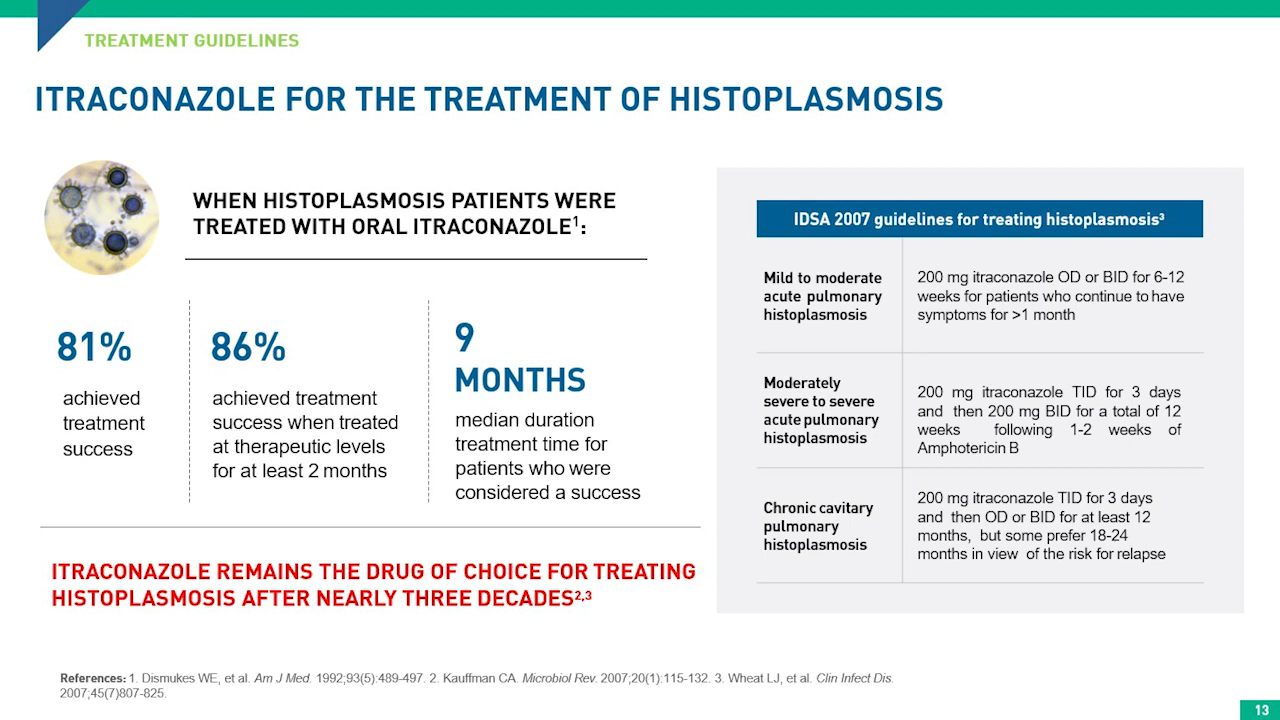 TREATMENT GUIDELINES
ITRACONAZOLE FOR THE TREATMENT OF HISTOPLASMOSIS
WHEN HISTOPLASMOSIS PATIENTS WERE
TREATED WITH ORAL ITRACONAZOLE¹:
81%
achieved
treatment
success
86%
achieved treatment
success when treated
at therapeutic levels
for at least 2 months
9
MONTHS
median duration
treatment time for
patients who were
considered a success
ITRACONAZOLE REMAINS THE DRUG OF CHOICE FOR TREATING
HISTOPLASMOSIS AFTER NEARLY THREE DECADES²,³
IDSA 2007 guidelines for treating histoplasmosis³
Mild to moderate
acute pulmonary
histoplasmosis
200 mg itraconazole OD or BID for 6-12
weeks for patients who continue to have
symptoms for >1 month
Moderately
severe to severe
acute pulmonary
histoplasmosis
200 mg itraconazole TID for 3 days
and then 200 mg BID for a total of 12
weeks following 1-2 weeks of
Amphotericin B
Chronic cavitary
pulmonary
histoplasmosis
200 mg itraconazole TID for 3 days
and then OD or BID for at least 12
months, but some prefer 18-24
months in view of the risk for relapse
References: 1. Dismukes WE, et al. Am J Med. 1992;93(5):489-497. 2. Kauffman CA. Microbiol Rev. 2007;20(1):115-132. 3. Wheat LJ, et al. Clin Infect Dis.
2007;45(7)807-825.
13